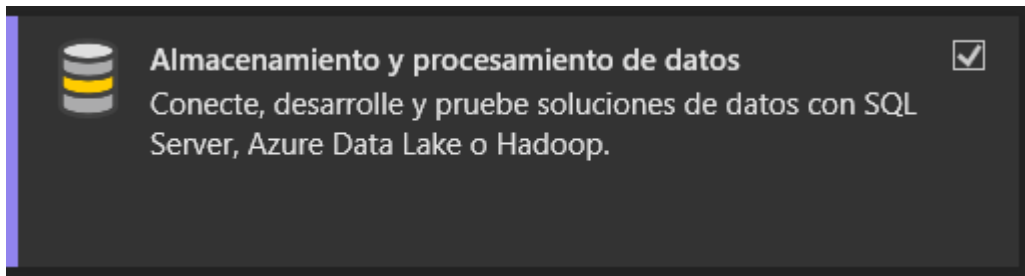 Almacenamiento y procesamiento de datos
Conecte, desarrolle y pruebe soluciones de datos con SQL
Server, Azure Data Lake o Hadoop.